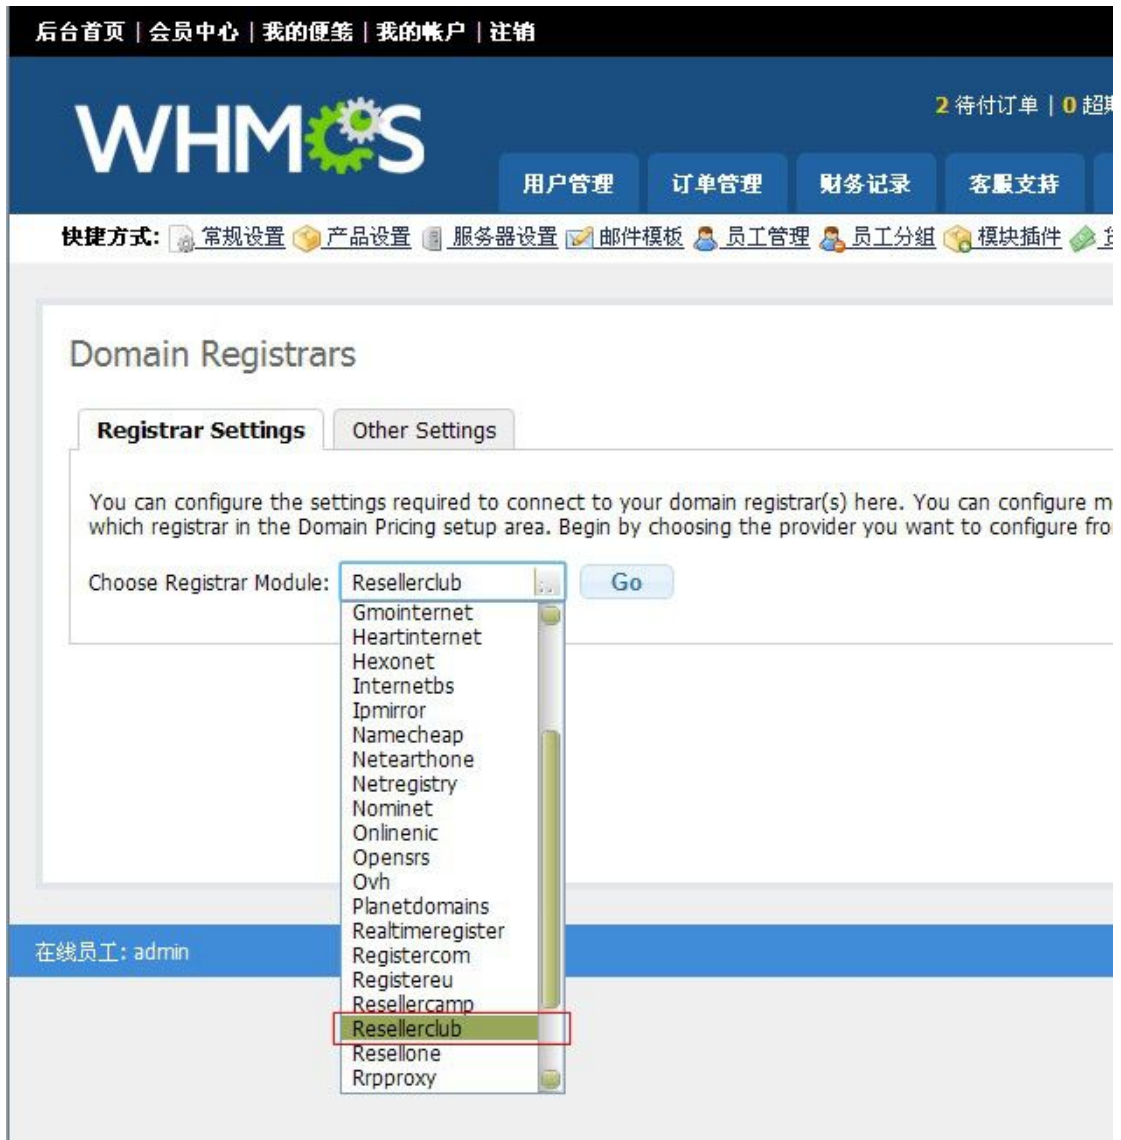 后台首页 | 会员中心 | 我的便笺 | 我的帐户 | 注销
WHMCS
2 待付订单 | 0 超期
用户管理 订单管理 财务记录 客服支持
快捷方式: 常规设置 产品设置 服务器设置 邮件模板 员工管理 员工分组 模块插件
Domain Registrars
Registrar Settings Other Settings
You can configure the settings required to connect to your domain registrar(s) here. You can configure m
which registrar in the Domain Pricing setup area. Begin by choosing the provider you want to configure fro
Choose Registrar Module: Resellerclub Go
Gmointernet
Heartinternet
Hexonet
Internetbs
Ipmirror
Namecheap
Netearthone
Netregistry
Nominet
Onlinenic
Opensrs
Ovh
Planetdomains
Realtimeregister
Registercom
Registereu
Resellercamp
Resellerclub
Resellone
Rrpproxy
在线员工: admin